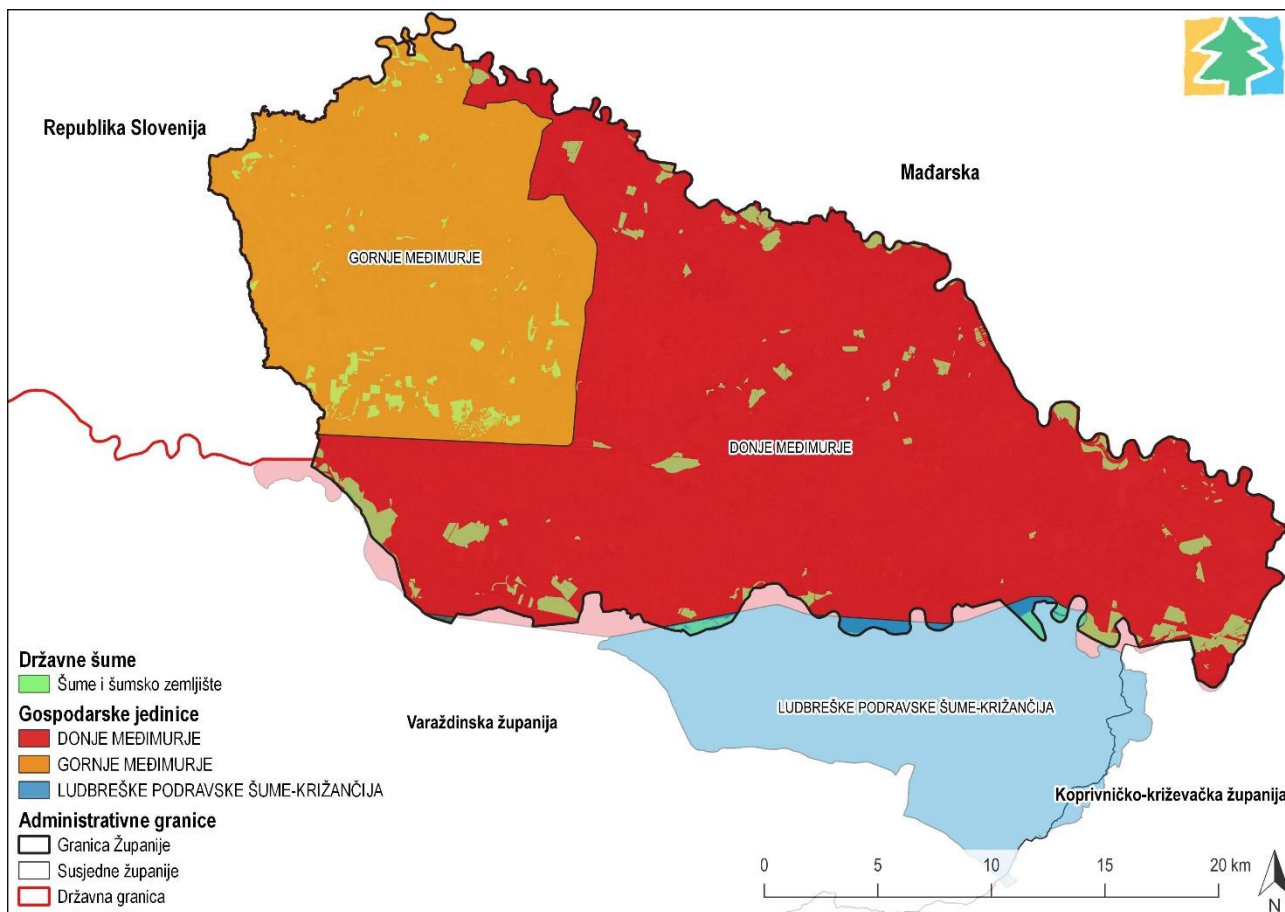 Republika Slovenija
Mađarska
GORNJE MEĐIMURJE
DONJE MEĐIMURJE
LUDBREŠKE PODRAVSKE ŠUME-KRIŽANČIJA
Varaždinska županija
Koprivničko-križevačka županija
Državne šume
Šume i šumsko zemljište
Gospodarske jedinice
DONJE MEĐIMURJE
GORNJE MEĐIMURJE
LUDBREŠKE PODRAVSKE ŠUME-KRIŽANČIJA
Administrativne granice
Granica Županije
Susjedne županije
Državna granica
0 5 10 15 20 km
N